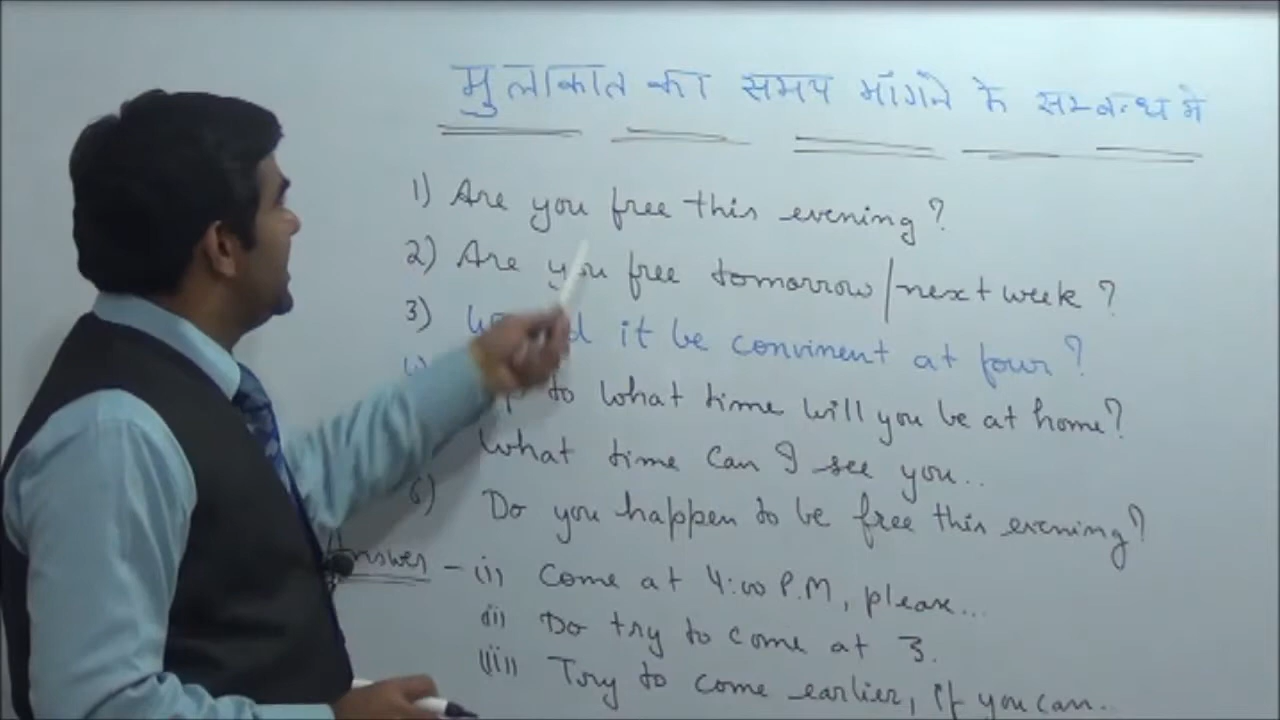 मुलाकात का समय माँगने के सम्बन्ध मे
1) Are you free this evening?
2) Are you free tomorrow/next week?
3) it be convinent at four?
to what time will you be at home?
What time can I see you..
6) Do you happen to be free this evening?
Answer - (i) Come at 4:00 P.M, please...
(ii) Do try to come at 3.
(iii) Try to come earlier, if you can..